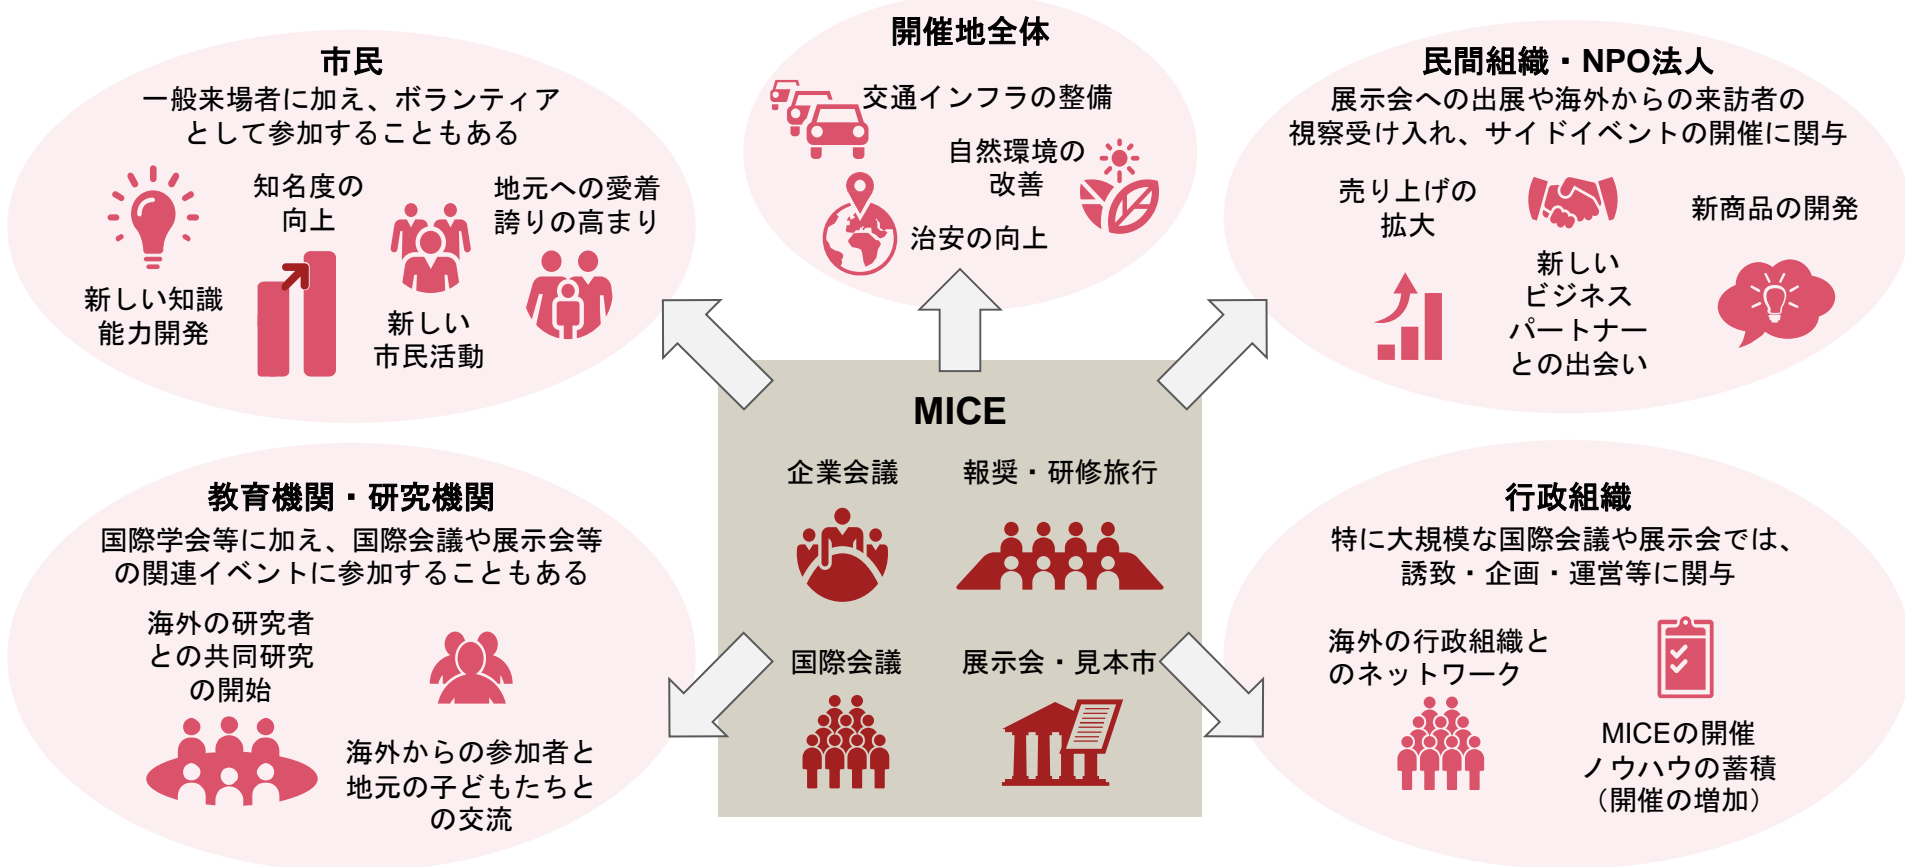 市民
一般来場者に加え、ボランティア
として参加することもある
新しい知識
能力開発
知名度の
向上
新しい
市民活動
地元への愛着
誇りの高まり
開催地全体
交通インフラの整備
自然環境の
改善
治安の向上
民間組織・NPO法人
展示会への出展や海外からの来訪者の
視察受け入れ、サイドイベントの開催に関与
売り上げの
拡大
新しい
ビジネス
パートナー
との出会い
新商品の開発
MICE
企業会議
報奨・研修旅行
国際会議
展示会・見本市
教育機関・研究機関
国際学会等に加え、国際会議や展示会等
の関連イベントに参加することもある
海外の研究者
との共同研究
の開始
海外からの参加者と
地元の子どもたちと
の交流
行政組織
特に大規模な国際会議や展示会では、
誘致・企画・運営等に関与
海外の行政組織と
のネットワーク
MICEの開催
ノウハウの蓄積
（開催の増加）